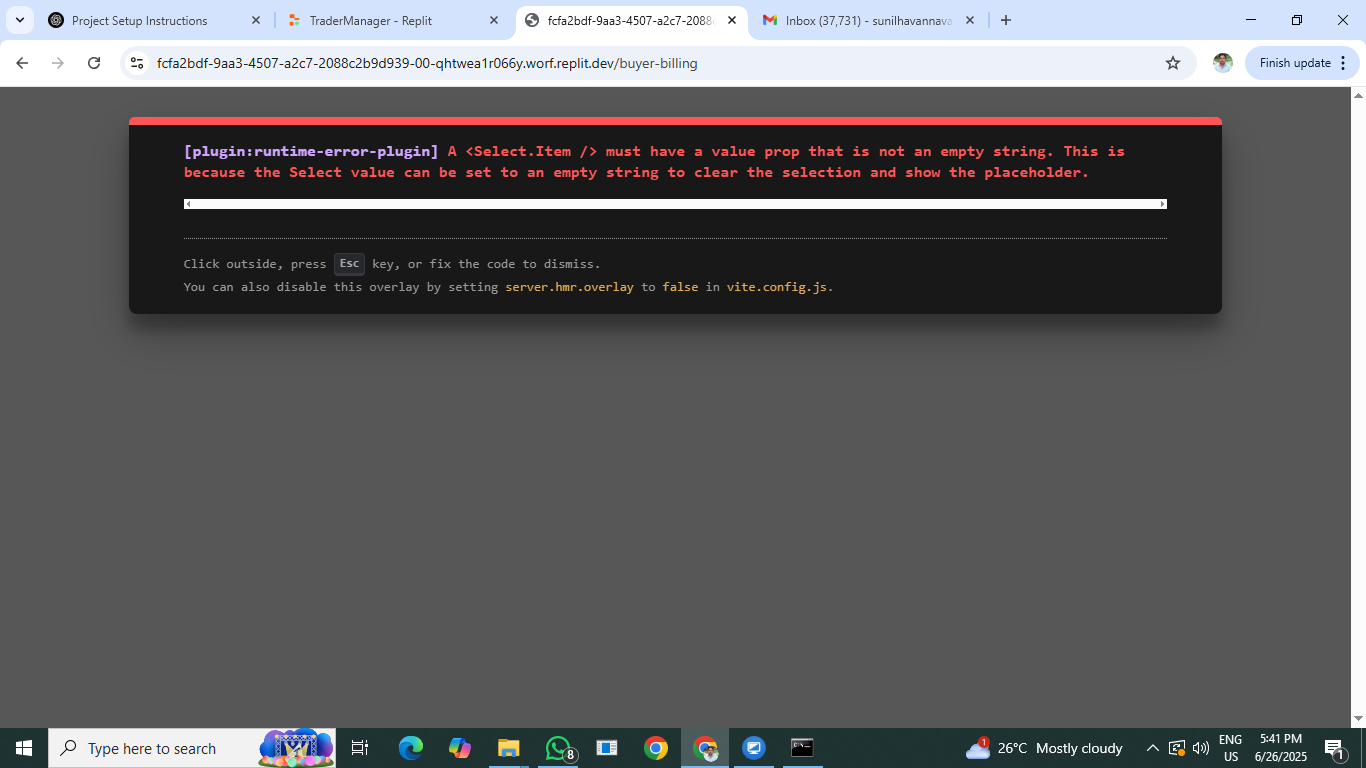 Project Setup Instructions
TraderManager - Replit
fcfa2bdf-9aa3-4507-a2c7-2088
Inbox (37,731) - sunilhavannava
fcfa2bdf-9aa3-4507-a2c7-2088c2b9d939-00-qhtwea1r066y.worf.replit.dev/buyer-billing
Finish update
[plugin:runtime-error-plugin] A <Select.Item /> must have a value prop that is not an empty string. This is
because the Select value can be set to an empty string to clear the selection and show the placeholder.
Click outside, press Esc key, or fix the code to dismiss.
You can also disable this overlay by setting server.hmr.overlay to false in vite.config.js.
Type here to search
8
1
26°C Mostly cloudy
ENG
US
5:41 PM
6/26/2025
1